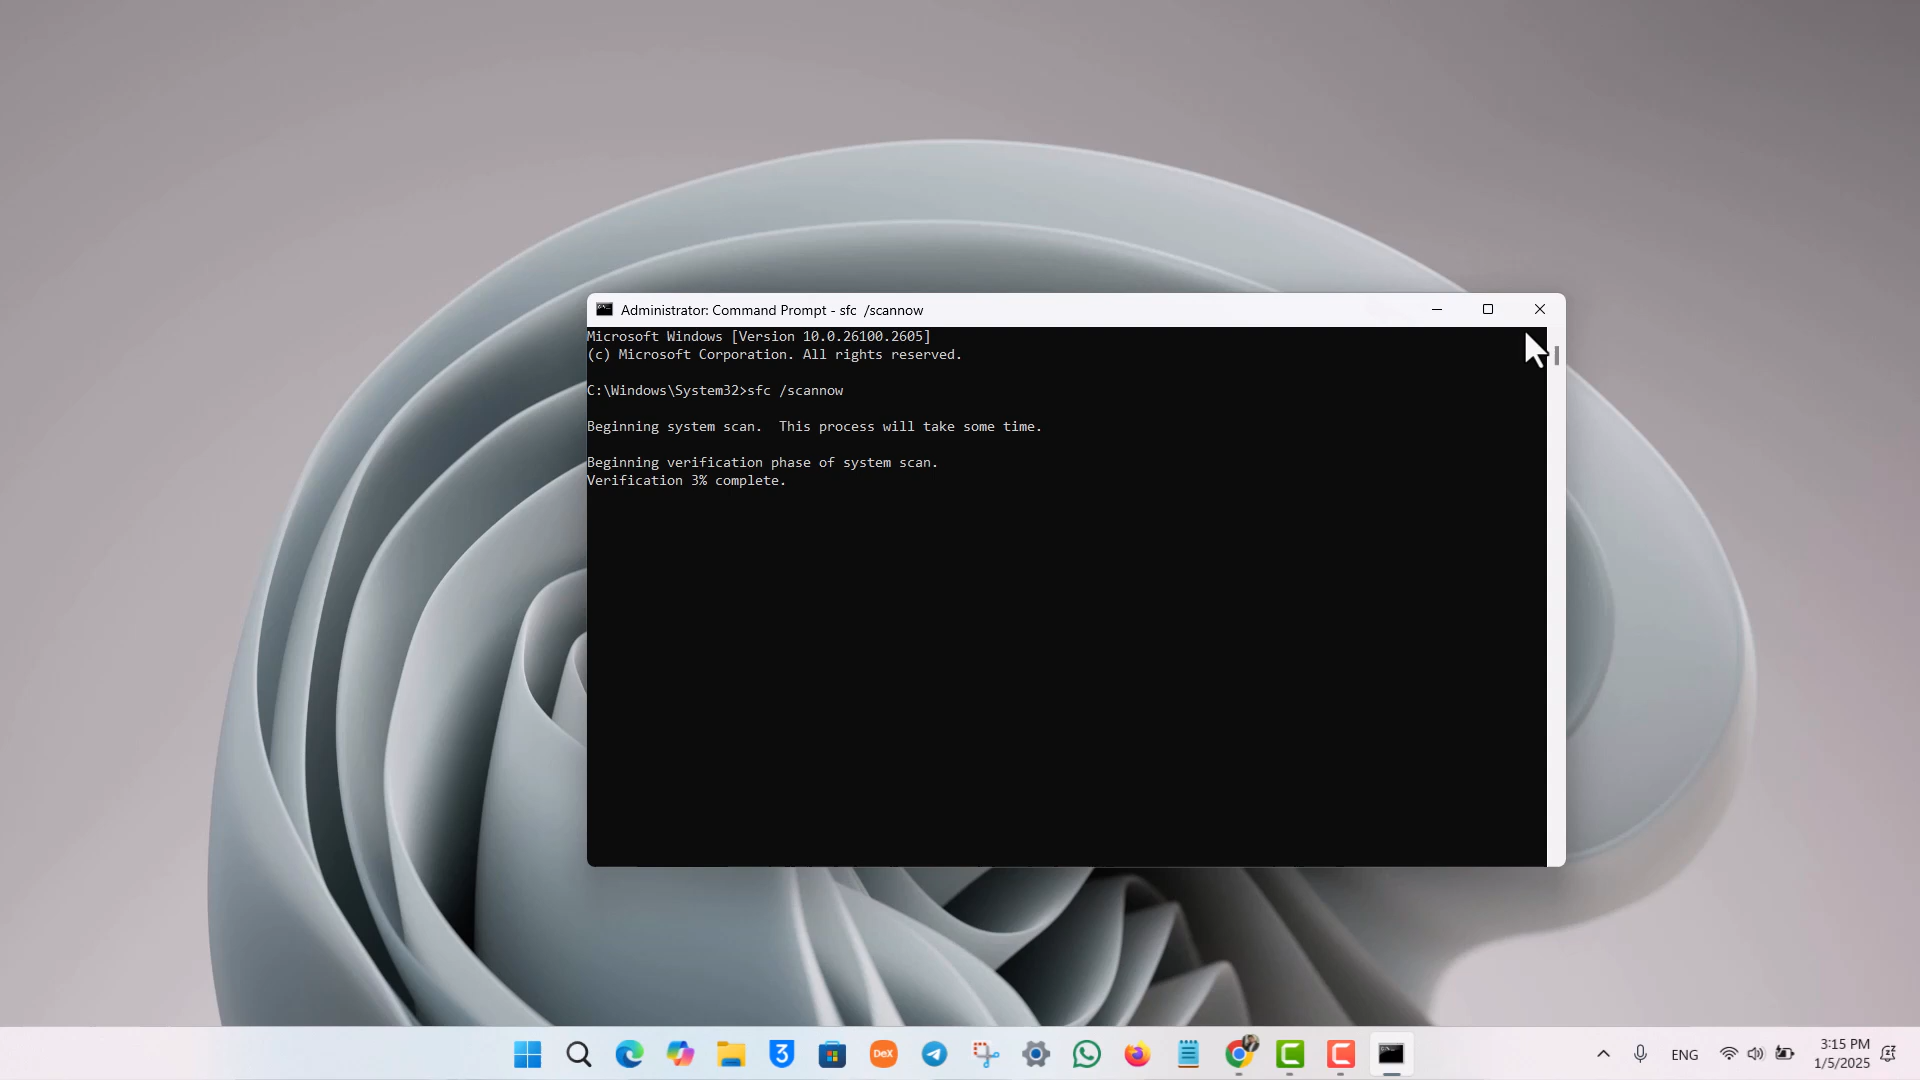 Administrator: Command Prompt - sfc  /scannow
Microsoft Windows [Version 10.0.26100.2605]
(c) Microsoft Corporation. All rights reserved.
C:\Windows\System32>sfc /scannow
Beginning system scan.  This process will take some time.
Beginning verification phase of system scan.
Verification 3% complete.
3
DeX
ENG
3:15 PM
1/5/2025